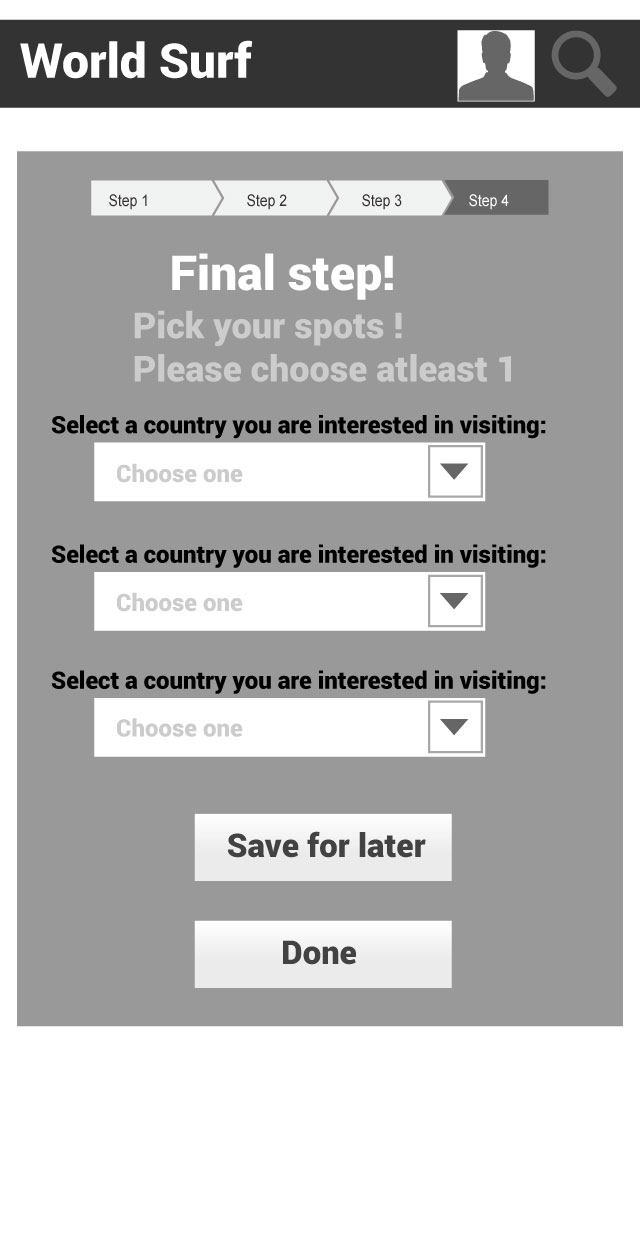 World Surf
Step 1 Step 2 Step 3 Step 4
Final step!
Pick your spots !
Please choose atleast 1
Select a country you are interested in visiting:
Choose one
Select a country you are interested in visiting:
Choose one
Select a country you are interested in visiting:
Choose one
Save for later
Done